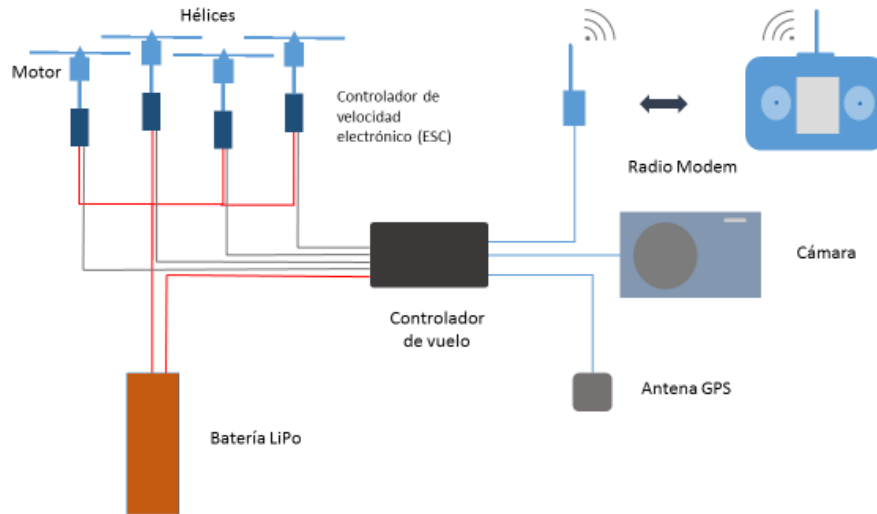 Hélices
Motor
Controlador de
velocidad
electrónico (ESC)
Radio Modem
Cámara
Controlador
de vuelo
Antena GPS
Batería LiPo